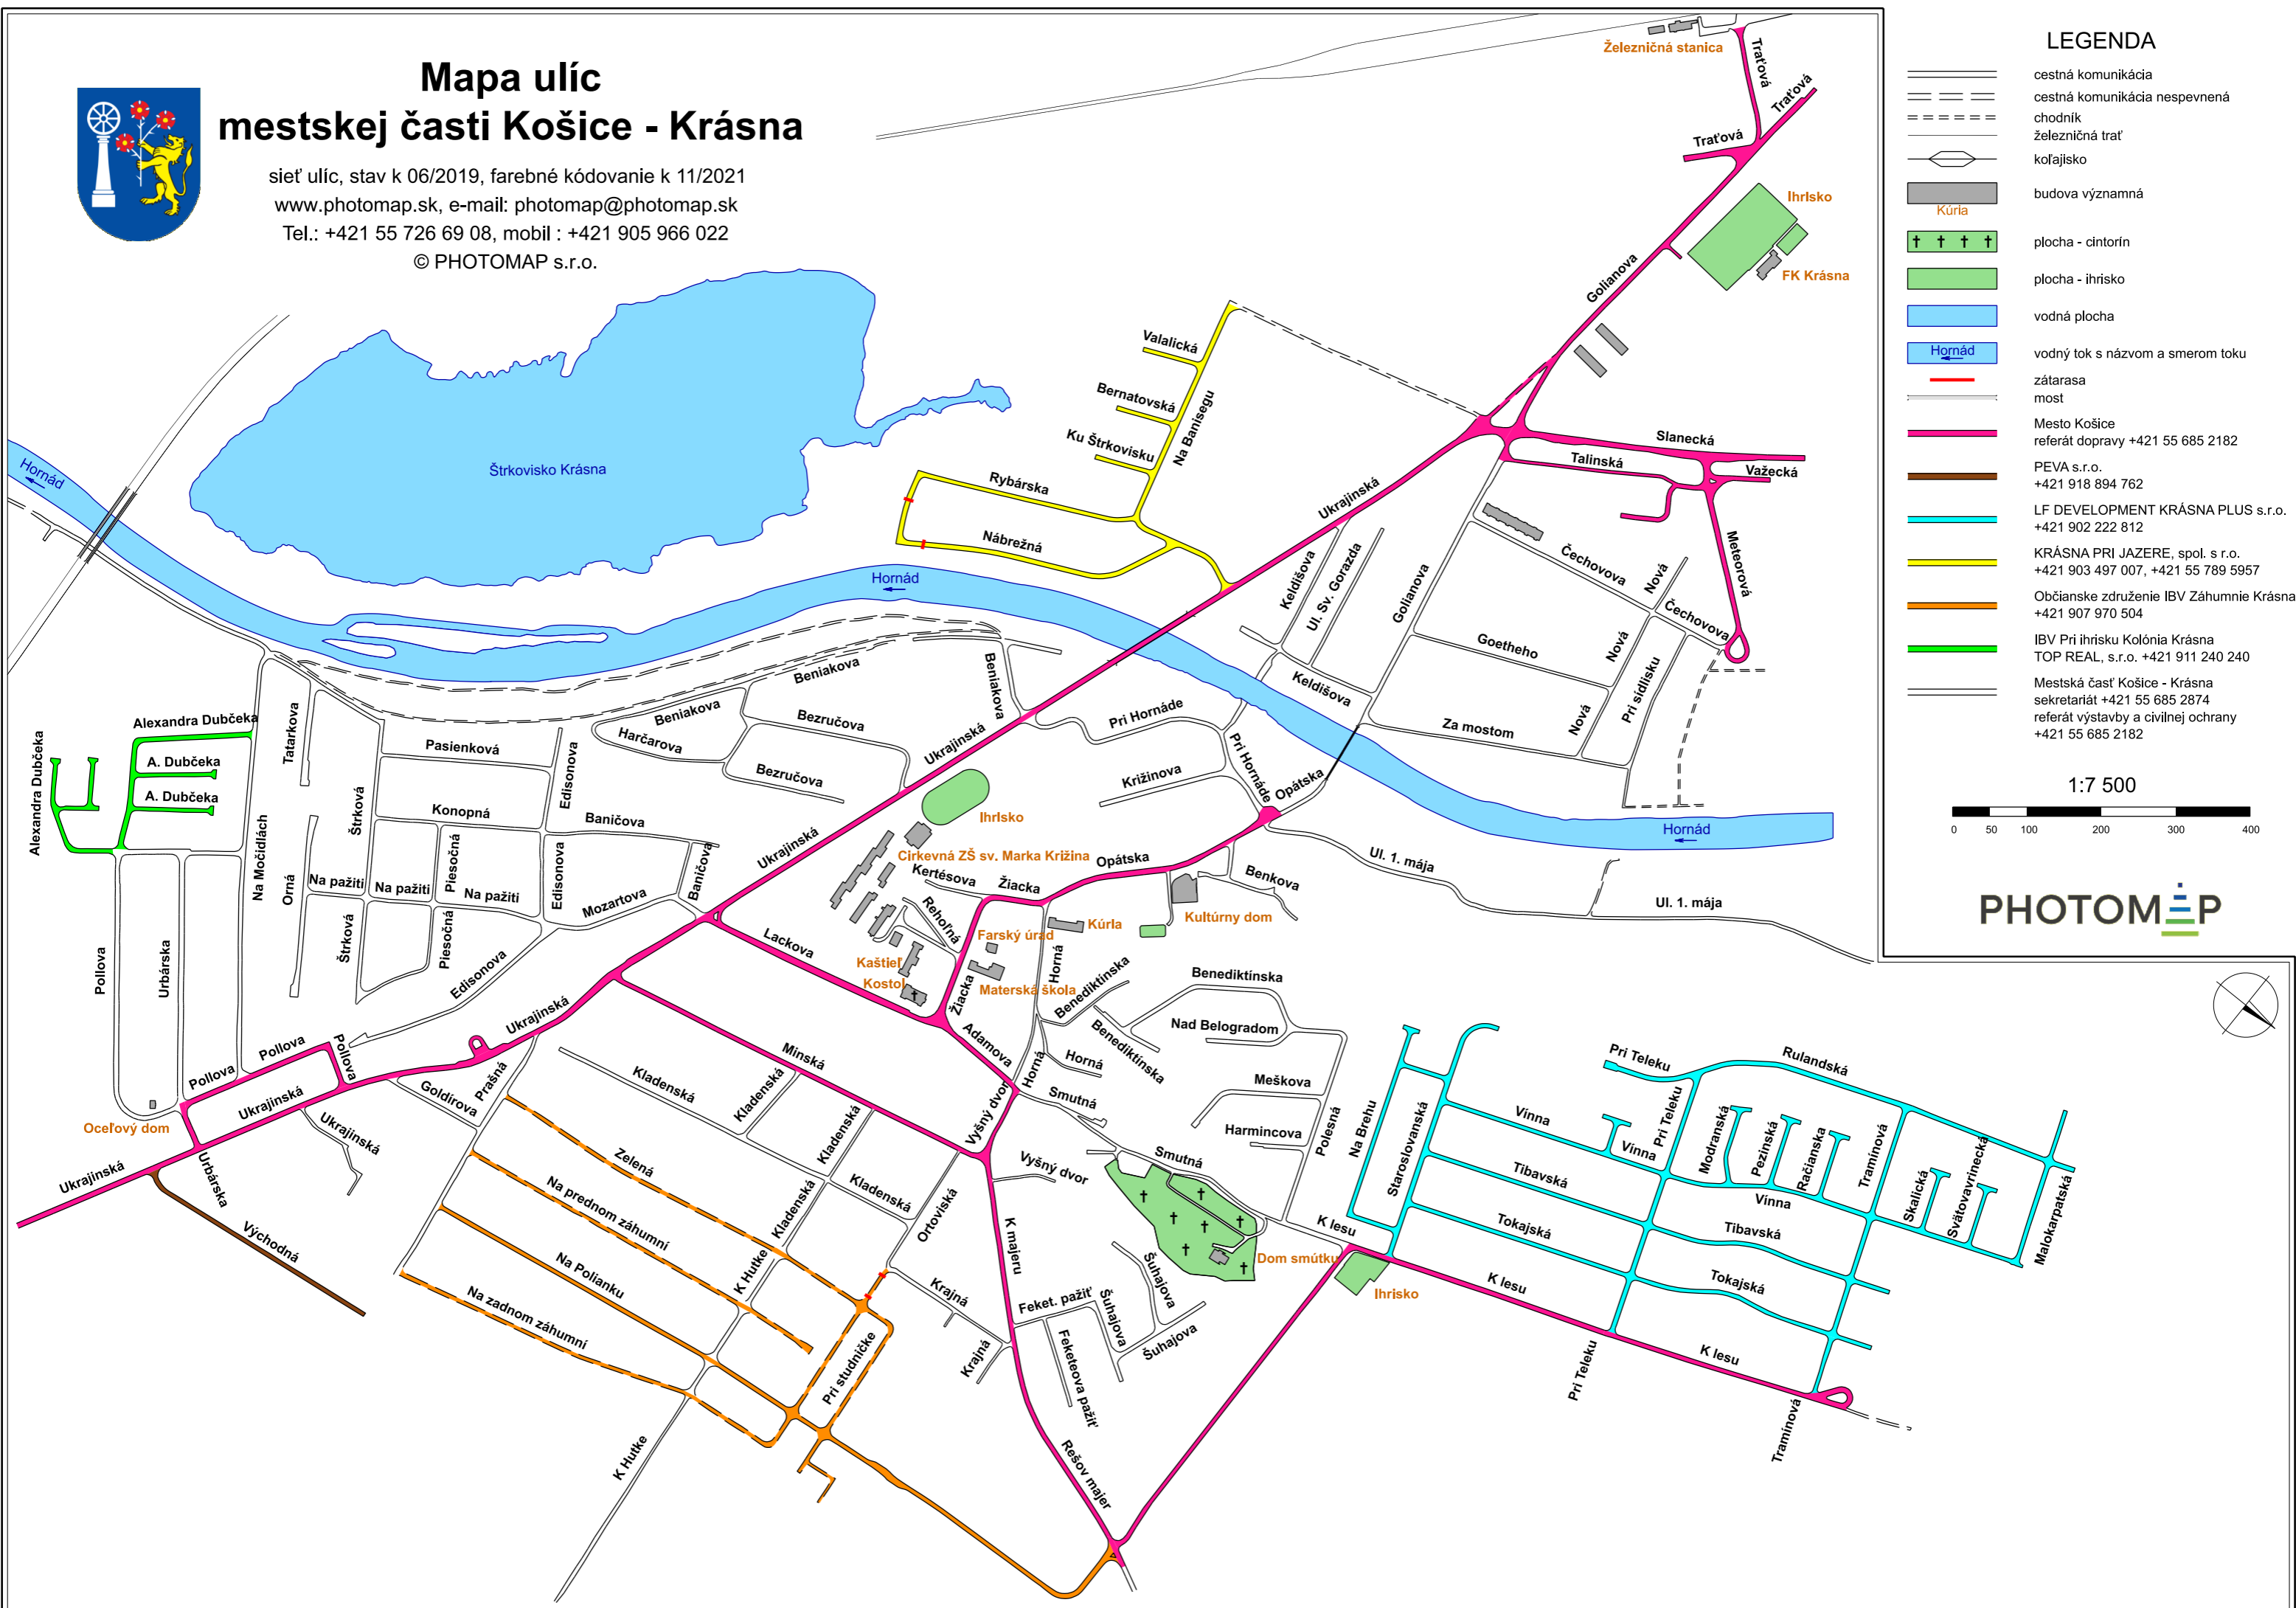 Mapa ulíc
mestskej časti Košice - Krásna
sieť ulíc, stav k 06/2019, farebné kódovanie k 11/2021
www.photomap.sk, e-mail: photomap@photomap.sk
Tel.: +421 55 726 69 08, mobil : +421 905 966 022
© PHOTOMAP s.r.o.
LEGENDA
cestná komunikácia
cestná komunikácia nespevnená
chodník
železničná trať
koľajisko
budova významná
Kúria
plocha - cintorín
plocha - ihrisko
vodná plocha
Hornád
vodný tok s názvom a smerom toku
zátarasa
most
Mesto Košice
referát dopravy +421 55 685 2182
PEVA s.r.o.
+421 918 894 762
LF DEVELOPMENT KRÁSNA PLUS s.r.o.
+421 902 222 812
KRÁSNA PRI JAZERE, spol. s r.o.
+421 903 497 007, +421 55 789 5957
Občianske združenie IBV Záhumnie Krásna
+421 907 970 504
IBV Pri ihrisku Kolónia Krásna
TOP REAL, s.r.o. +421 911 240 240
Mestská časť Košice - Krásna
sekretariát +421 55 685 2874
referát výstavby a civilnej ochrany
+421 55 685 2182
1:7 500
0 50 100 200 300 400
PHOTOMAP
Železničná stanica
Traťová
Traťová
Traťová
Ihrisko
FK Krásna
Golianova
Valalická
Bernatovská
Ku Štrkovisku
Na Banisegu
Rybárska
Nábrežná
Štrkovisko Krásna
Hornád
Hornád
Hornád
Slanecká
Talinská
Važecká
Meteorová
Ukrajinská
Keldišova
Ul. Sv. Gorazda
Golianova
Čechovova
Nová
Čechovova
Goetheho
Nová
Pri sídlisku
Keldišova
Za mostom
Nová
Beniakova
Beniakova
Beniakova
Harčarova
Bezručova
Bezručova
Ukrajinská
Pri Hornáde
Križinova
Pri Hornáde
Opátska
Alexandra Dubčeka
Alexandra Dubčeka
A. Dubčeka
A. Dubčeka
Na Močidlách
Tatarkova
Štrková
Pasienková
Edisonova
Konopná
Baničova
Piesočná
Orná
Na pažiti
Na pažiti
Na pažiti
Edisonova
Baničova
Mozartova
Štrková
Piesočná
Edisonova
Pollova
Urbárska
Ukrajinská
Ihrisko
Cirkevná ZŠ sv. Marka Križina
Kertésova
Žiacka
Opátska
Benkova
Ul. 1. mája
Ul. 1. mája
Kultúrny dom
Kúria
Rehoľná
Farský úrad
Kaštieľ
Kostol
Materská škola
Žiacka
Horná
Lackova
Adamova
Benediktínska
Benediktínska
Benediktínska
Nad Belogradom
Horná
Horná
Meškova
Harmincova
Polesná
Smutná
Smutná
Vyšný dvor
Vyšný dvor
Minská
Ukrajinská
Pollova
Pollova
Pollova
Ukrajinská
Ukrajinská
Oceľový dom
Ukrajinská
Urbárska
Východná
Goldírova
Prašná
Kladenská
Kladenská
Kladenská
Kladenská
Kladenská
Zelená
Na prednom záhumní
Na Polianku
Na zadnom záhumní
K Hutke
K Hutke
Ortoviská
Pri studničke
Krajná
Krajná
K majeru
Feket. pažiť
Feketeova pažiť
Šuhajova
Šuhajova
Šuhajova
Rešov majer
Dom smútku
Ihrisko
K lesu
K lesu
K lesu
Na Brehu
Staroslovanská
Pri Teleku
Pri Teleku
Pri Teleku
Rulandská
Vínna
Vínna
Vínna
Modranská
Pezinská
Račianska
Tramínová
Tramínová
Skalická
Svätovavrinecká
Malokarpatská
Tibavská
Tibavská
Tokajská
Tokajská